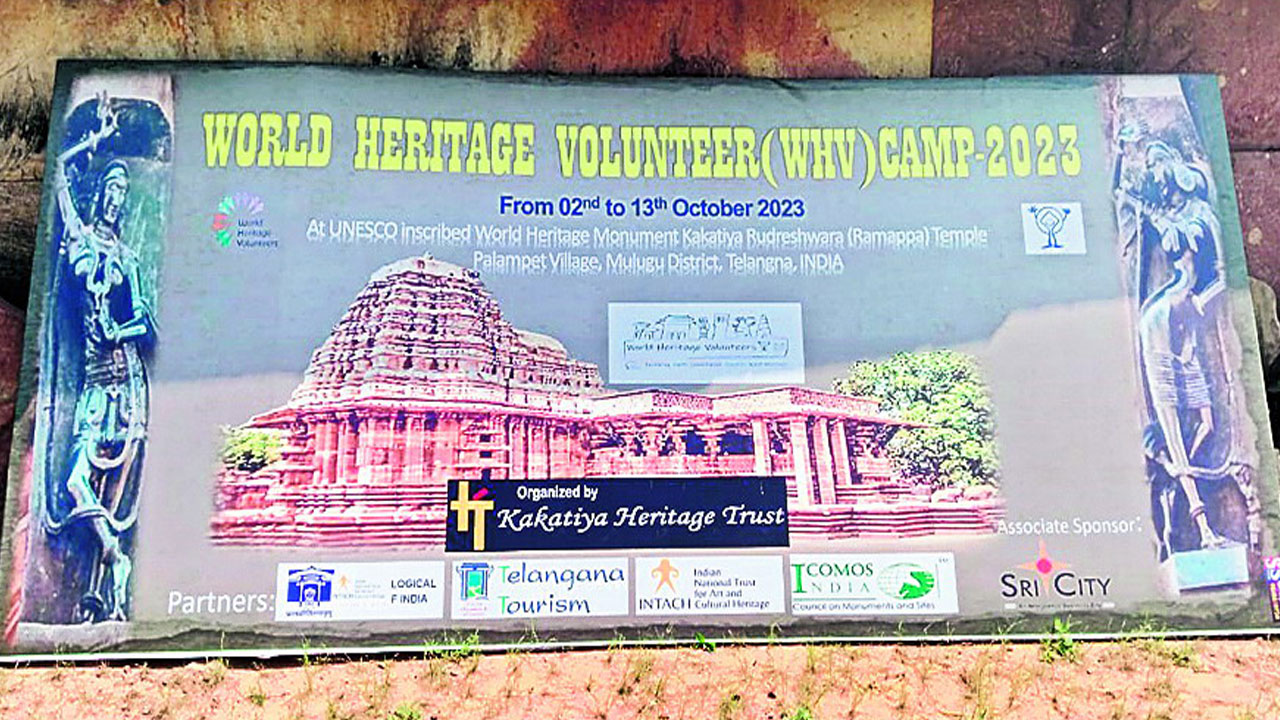 WORLD HERITAGE VOLUNTEER(WHV)CAMP-2023
From 02nd to 13th October 2023
At UNESCO inscribed World Heritage Monument Kakatiya Rudreshwara (Ramappa) Temple
Palampet Village, Mulugu District, Telangna, INDIA
World
Heritage
Volunteers
World Heritage Volunteers
Organized by
Kakatiya Heritage Trust
Associate Sponsor:
SRI CITY
Partners:
LOGICAL
F INDIA
Telangana
Tourism
INTACH
Indian
National Trust
for Art and
Cultural Heritage
ICOMOS
INDIA
Council on Monuments and Sites